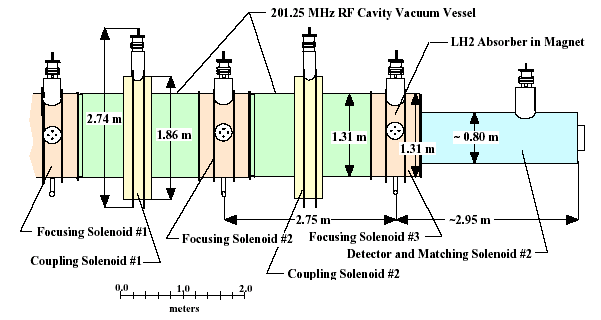 201.25 MHz RF Cavity Vacuum Vessel
LH2 Absorber in Magnet
2.74 m
1.86 m
1.31 m
1.31 m
~ 0.80 m
2.75 m
~2.95 m
Focusing Solenoid #1
Focusing Solenoid #2
Focusing Solenoid #3
Detector and Matching Solenoid #2
Coupling Solenoid #1
Coupling Solenoid #2
0.0 1.0 2.0
meters